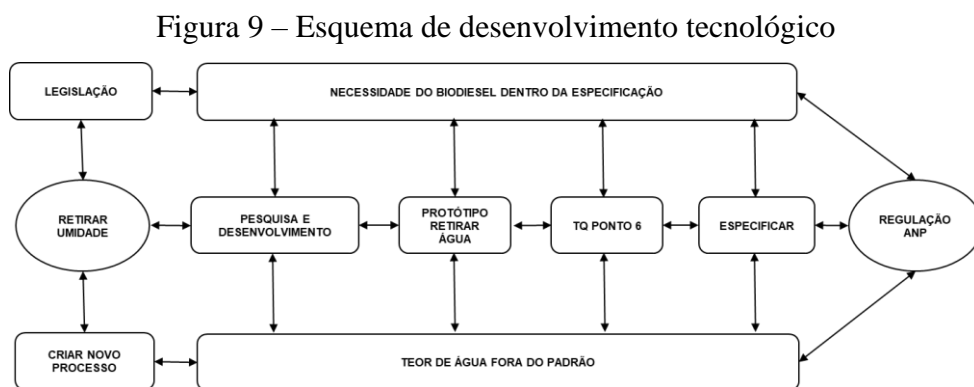 Figura 9 – Esquema de desenvolvimento tecnológico
LEGISLAÇÃO
NECESSIDADE DO BIODIESEL DENTRO DA ESPECIFICAÇÃO
RETIRAR
UMIDADE
PESQUISA E
DESENVOLVIMENTO
PROTÓTIPO
RETIRAR
ÁGUA
TQ PONTO 6
ESPECIFICAR
REGULAÇÃO
ANP
CRIAR NOVO
PROCESSO
TEOR DE ÁGUA FORA DO PADRÃO